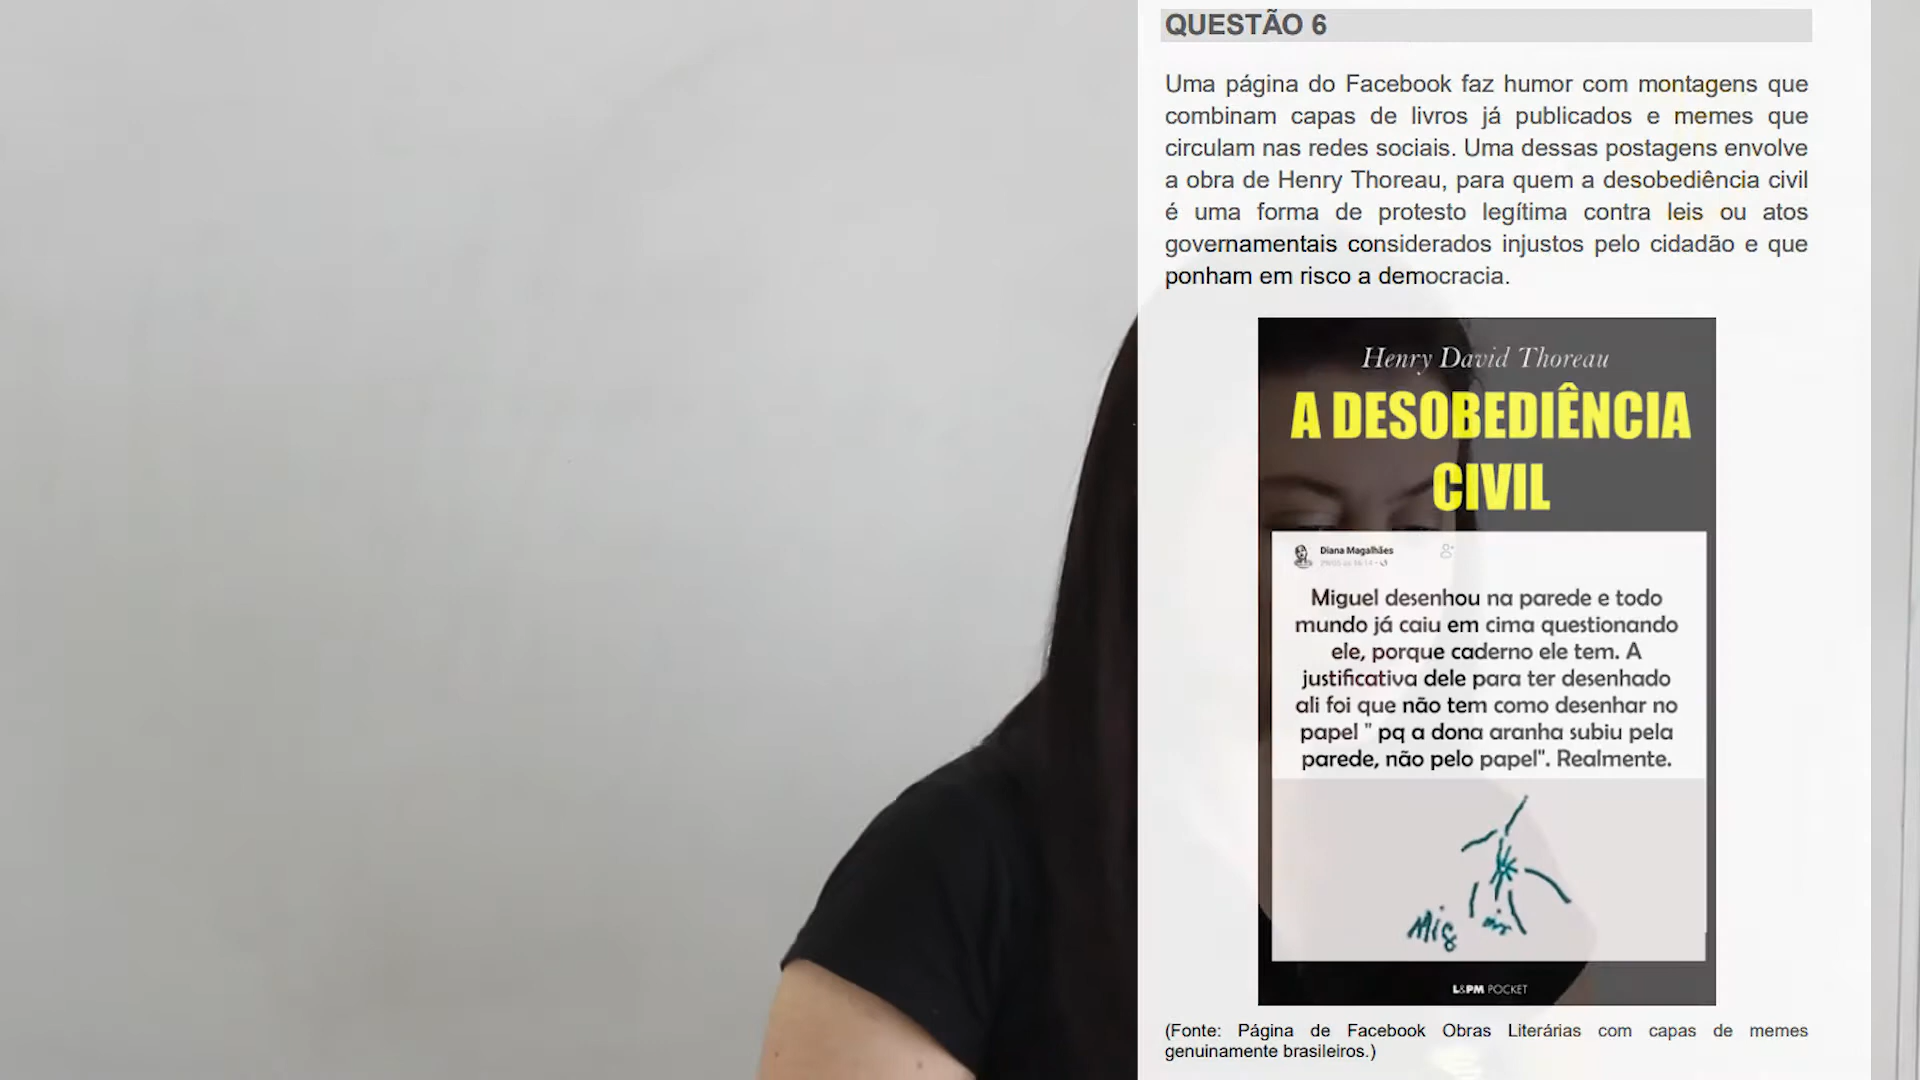 QUESTÃO 6
Uma página do Facebook faz humor com montagens que
combinam capas de livros já publicados e memes que
circulam nas redes sociais. Uma dessas postagens envolve
a obra de Henry Thoreau, para quem a desobediência civil
é uma forma de protesto legítima contra leis ou atos
governamentais considerados injustos pelo cidadão e que
ponham em risco a democracia.
Henry David Thoreau
A DESOBEDIÊNCIA
CIVIL
Diana Magalhães
Miguel desenhou na parede e todo
mundo já caiu em cima questionando
ele, porque caderno ele tem. A
justificativa dele para ter desenhado
ali foi que não tem como desenhar no
papel " pq a dona aranha subiu pela
parede, não pelo papel". Realmente.
Mig
L&PM POCKET
(Fonte: Página de Facebook Obras Literárias com capas de memes
genuinamente brasileiros.)